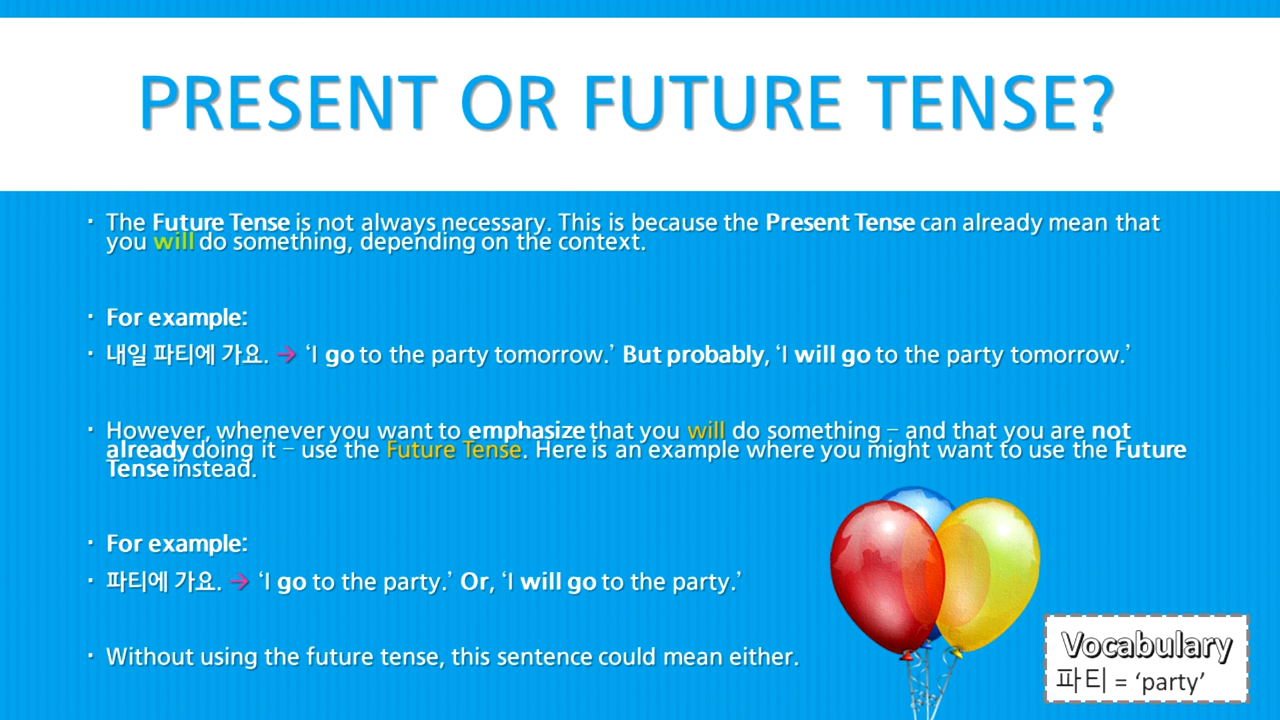 PRESENT OR FUTURE TENSE?
· The Future Tense is not always necessary. This is because the Present Tense can already mean that
you will do something, depending on the context.
· For example:
· 내일 파티에 가요. → ‘I go to the party tomorrow.’ But probably, ‘I will go to the party tomorrow.’
· However, whenever you want to emphasize that you will do something – and that you are not
already doing it – use the Future Tense. Here is an example where you might want to use the Future
Tense instead.
· For example:
· 파티에 가요. → ‘I go to the party.’ Or, ‘I will go to the party.’
· Without using the future tense, this sentence could mean either.
Vocabulary
파티 = ‘party’